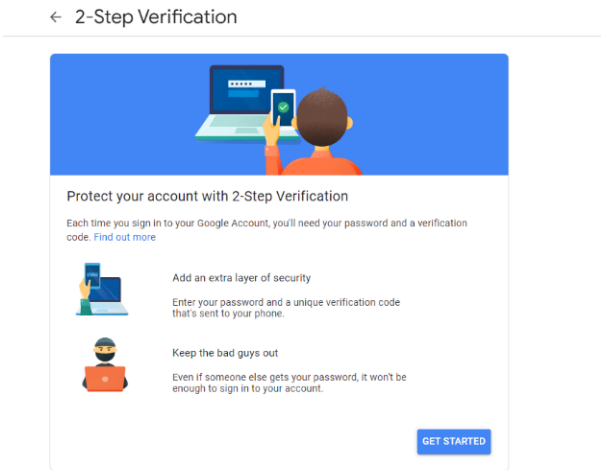 ← 2-Step Verification
Protect your account with 2-Step Verification
Each time you sign in to your Google Account, you'll need your password and a verification
code. Find out more
Add an extra layer of security
Enter your password and a unique verification code
that's sent to your phone.
Keep the bad guys out
Even if someone else gets your password, it won't be
enough to sign in to your account.
GET STARTED